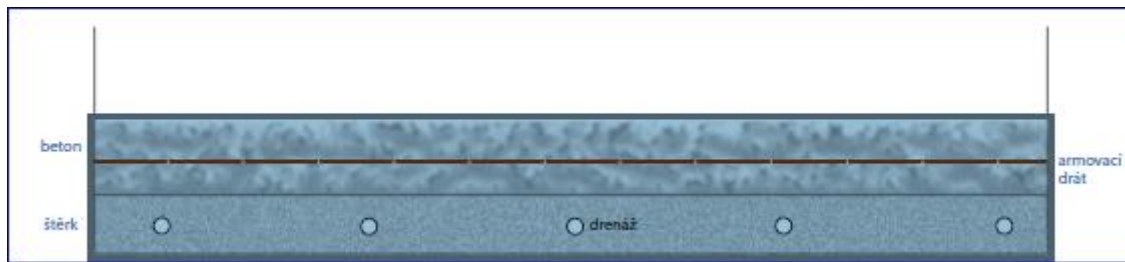 beton
armovací
drát
štěrk
drenáž